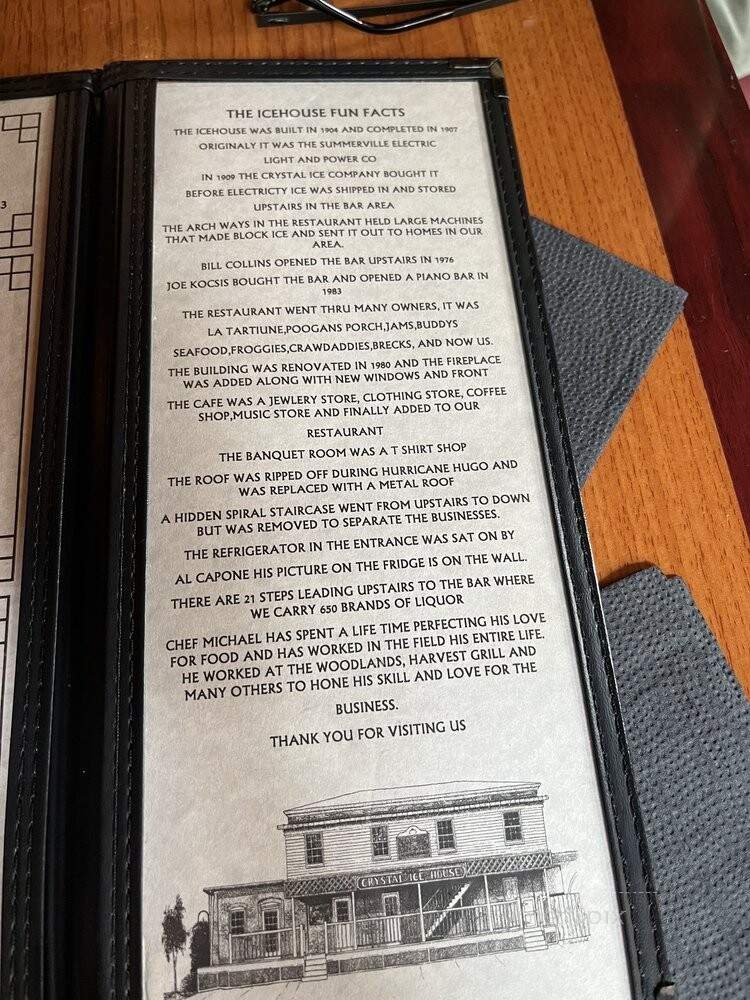 THE ICEHOUSE FUN FACTS
THE ICEHOUSE WAS BUILT IN 1904 AND COMPLETED IN 1907
ORIGINALY IT WAS THE SUMMERVILLE ELECTRIC
LIGHT AND POWER CO
IN 1909 THE CRYSTAL ICE COMPANY BOUGHT IT
BEFORE ELECTRICTY ICE WAS SHIPPED IN AND STORED
UPSTAIRS IN THE BAR AREA
THE ARCH WAYS IN THE RESTAURANT HELD LARGE MACHINES
THAT MADE BLOCK ICE AND SENT IT OUT TO HOMES IN OUR
AREA.
BILL COLLINS OPENED THE BAR UPSTAIRS IN 1976
JOE KOCSIS BOUGHT THE BAR AND OPENED A PIANO BAR IN
1983
THE RESTAURANT WENT THRU MANY OWNERS, IT WAS
LA TARTIUNE,POOGANS PORCH,JAMS,BUDDYS
SEAFOOD,FROGGIES,CRAWDADDIES,BRECKS, AND NOW US.
THE BUILDING WAS RENOVATED IN 1980 AND THE FIREPLACE
WAS ADDED ALONG WITH NEW WINDOWS AND FRONT
THE CAFE WAS A JEWLERY STORE, CLOTHING STORE, COFFEE
SHOP,MUSIC STORE AND FINALLY ADDED TO OUR
RESTAURANT
THE BANQUET ROOM WAS A T SHIRT SHOP
THE ROOF WAS RIPPED OFF DURING HURRICANE HUGO AND
WAS REPLACED WITH A METAL ROOF
A HIDDEN SPIRAL STAIRCASE WENT FROM UPSTAIRS TO DOWN
BUT WAS REMOVED TO SEPARATE THE BUSINESSES.
THE REFRIGERATOR IN THE ENTRANCE WAS SAT ON BY
AL CAPONE HIS PICTURE ON THE FRIDGE IS ON THE WALL.
THERE ARE 21 STEPS LEADING UPSTAIRS TO THE BAR WHERE
WE CARRY 650 BRANDS OF LIQUOR
CHEF MICHAEL HAS SPENT A LIFE TIME PERFECTING HIS LOVE
FOR FOOD AND HAS WORKED IN THE FIELD HIS ENTIRE LIFE.
HE WORKED AT THE WOODLANDS, HARVEST GRILL AND
MANY OTHERS TO HONE HIS SKILL AND LOVE FOR THE
BUSINESS.
THANK YOU FOR VISITING US
CRYSTAL ICE HOUSE
3